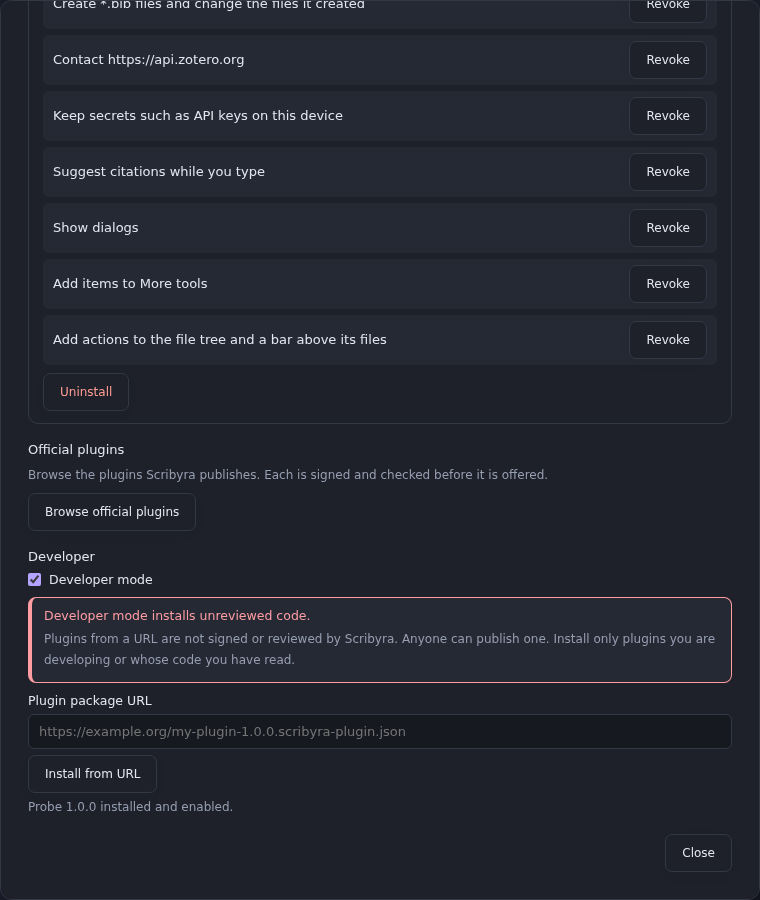 Create *.bib files and change the files it created
Revoke
Contact https://api.zotero.org
Revoke
Keep secrets such as API keys on this device
Revoke
Suggest citations while you type
Revoke
Show dialogs
Revoke
Add items to More tools
Revoke
Add actions to the file tree and a bar above its files
Revoke
Uninstall
Official plugins
Browse the plugins Scribyra publishes. Each is signed and checked before it is offered.
Browse official plugins
Developer
Developer mode
Developer mode installs unreviewed code.
Plugins from a URL are not signed or reviewed by Scribyra. Anyone can publish one. Install only plugins you are
developing or whose code you have read.
Plugin package URL
https://example.org/my-plugin-1.0.0.scribyra-plugin.json
Install from URL
Probe 1.0.0 installed and enabled.
Close